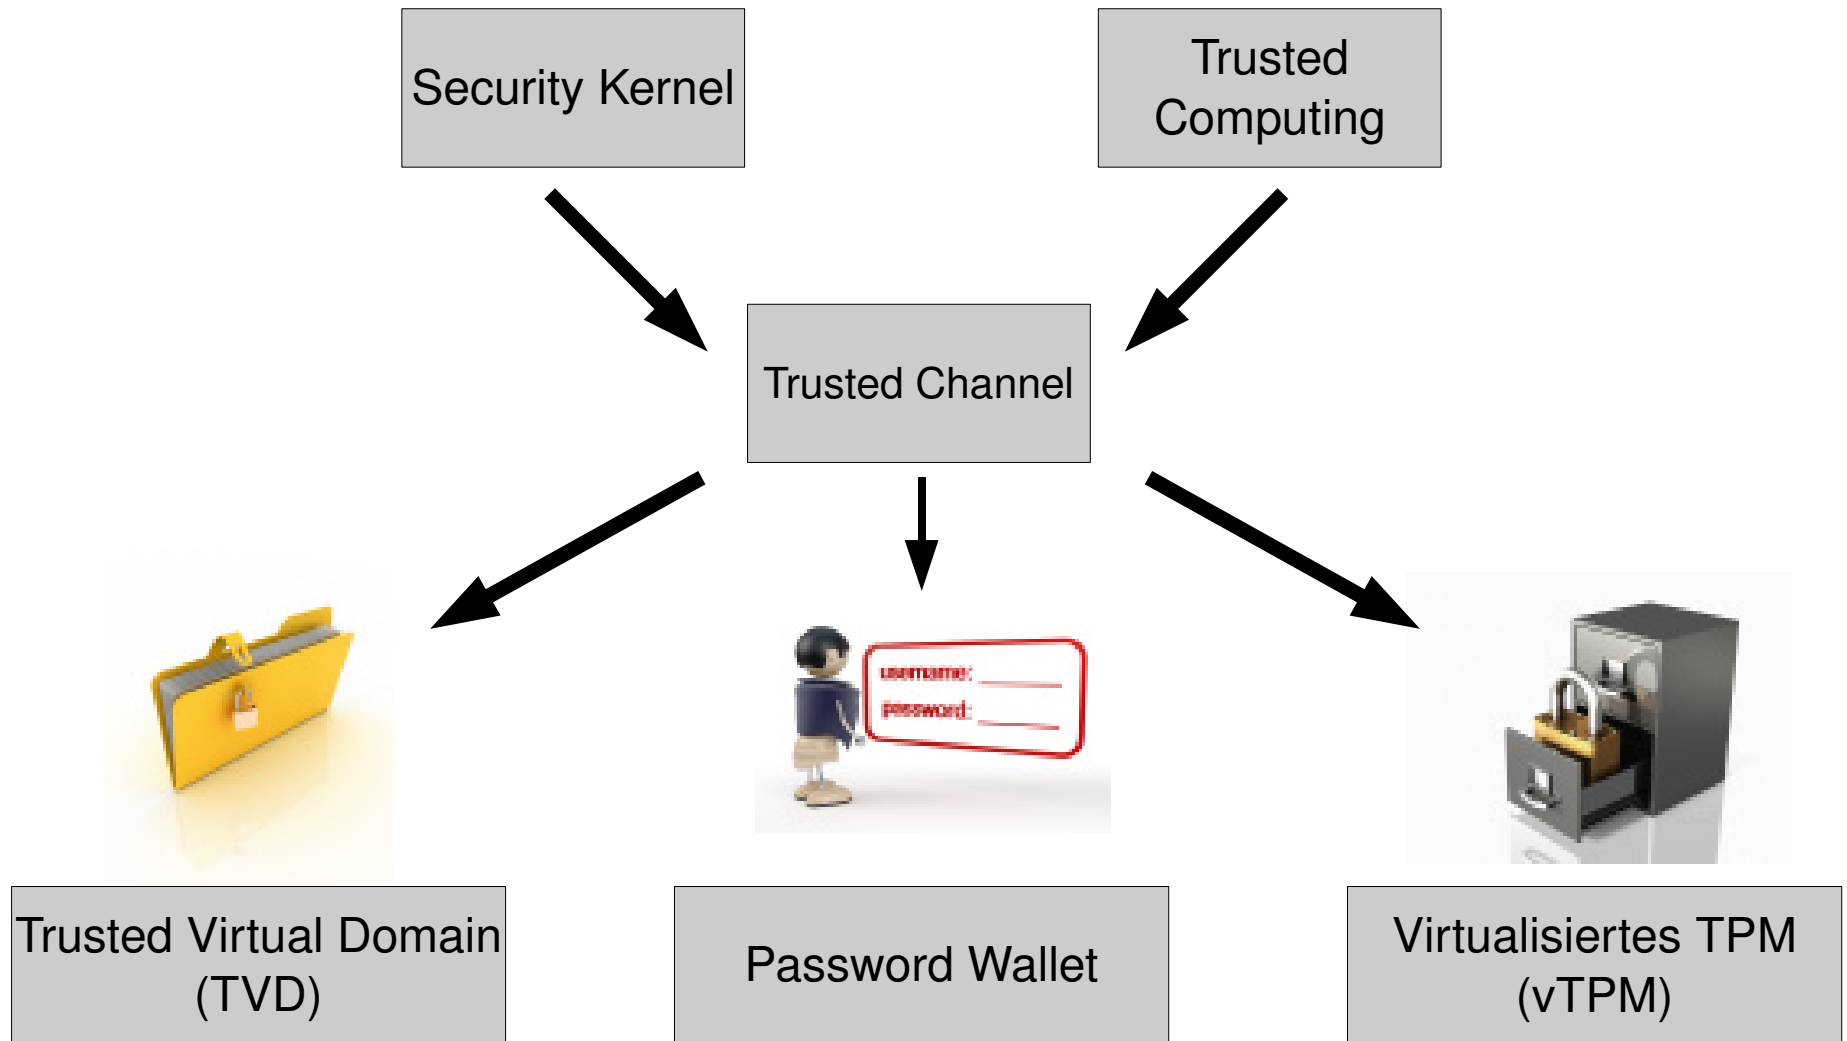 Security Kernel
Trusted
Computing
Trusted Channel
username:
password:
Trusted Virtual Domain
(TVD)
Password Wallet
Virtualisiertes TPM
(vTPM)